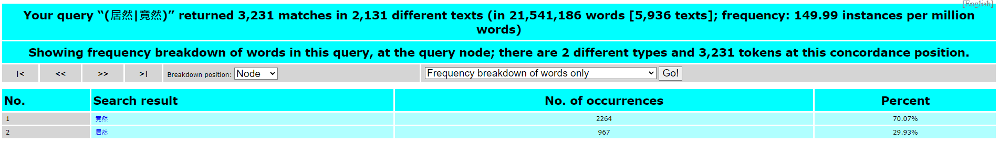 [English]
Your query “(居然|竟然)” returned 3,231 matches in 2,131 different texts (in 21,541,186 words [5,936 texts]; frequency: 149.99 instances per million
words)
Showing frequency breakdown of words in this query, at the query node; there are 2 different types and 3,231 tokens at this concordance position.
|< << >> >| Breakdown position: Node Frequency breakdown of words only Go!
No. Search result No. of occurrences Percent
1 竟然 2264 70.07%
2 居然 967 29.93%